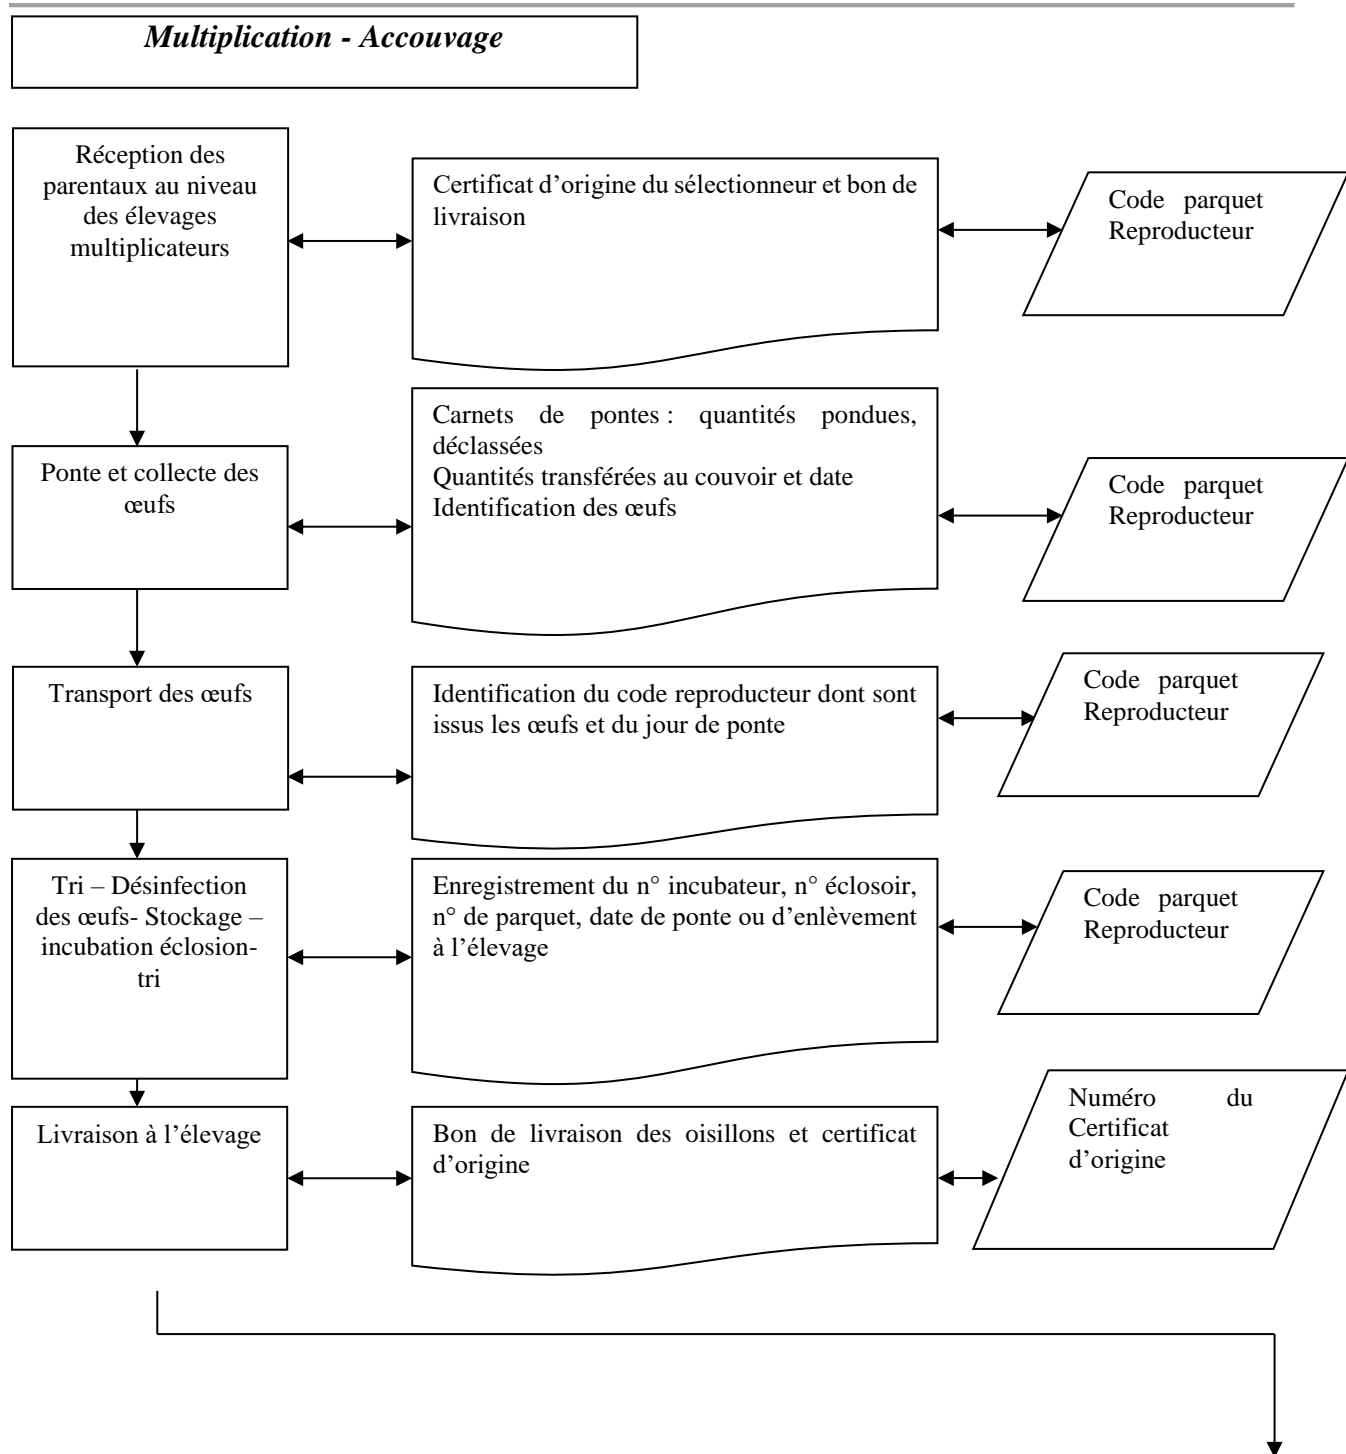 Multiplication - Accouvage
Réception des
parentaux au niveau
des élevages
multiplicateurs
Certificat d’origine du sélectionneur et bon de
livraison
Code parquet
Reproducteur
Ponte et collecte des
œufs
Carnets de pontes : quantités pondues,
déclassées
Quantités transférées au couvoir et date
Identification des œufs
Code parquet
Reproducteur
Transport des œufs
Identification du code reproducteur dont sont
issus les œufs et du jour de ponte
Code parquet
Reproducteur
Tri – Désinfection
des œufs- Stockage –
incubation éclosion-
tri
Enregistrement du n° incubateur, n° éclosoir,
n° de parquet, date de ponte ou d’enlèvement
à l’élevage
Code parquet
Reproducteur
Livraison à l’élevage
Bon de livraison des oisillons et certificat
d’origine
Numéro du
Certificat
d’origine